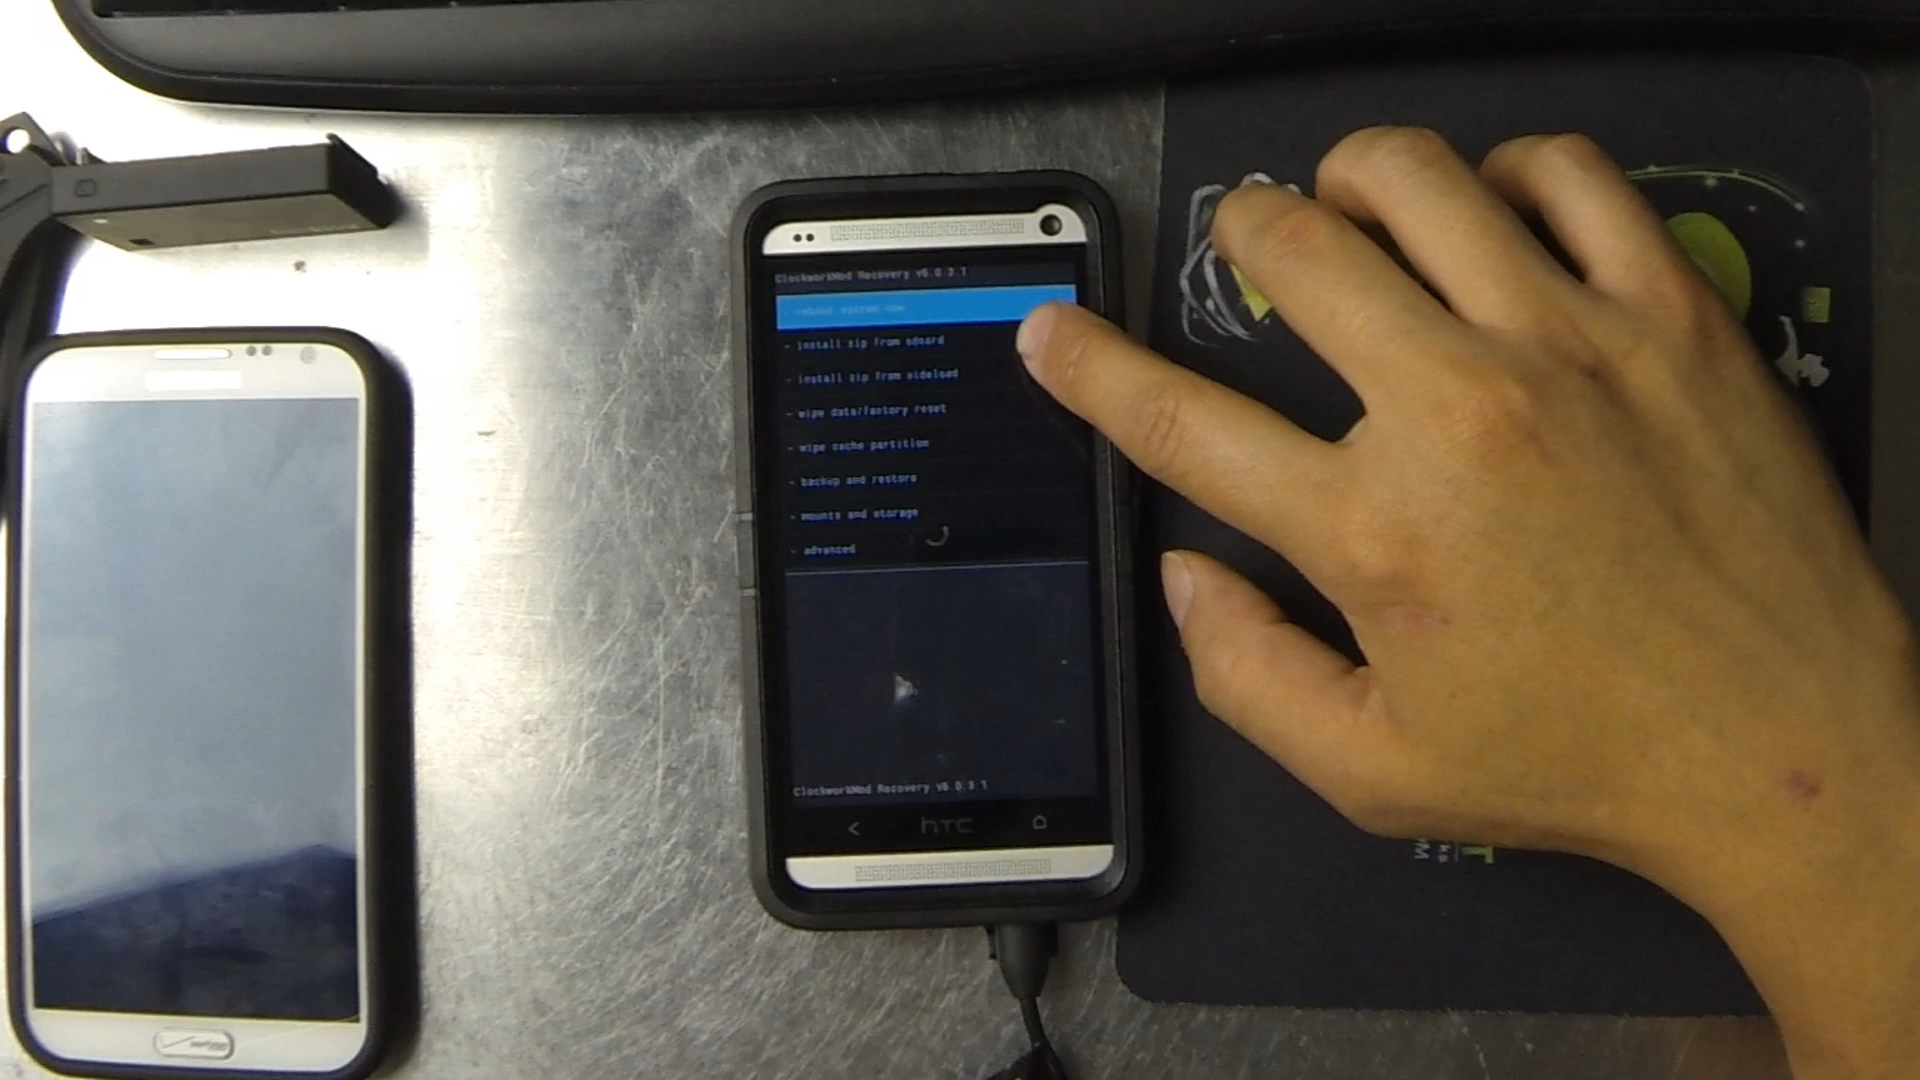 ClockworkMod Recovery v6.0.3.1
- reboot system now
- install zip from sdcard
- install zip from sideload
- wipe data/factory reset
- wipe cache partition
- backup and restore
- mounts and storage
- advanced
ClockworkMod Recovery v6.0.3.1
hTC
verizon